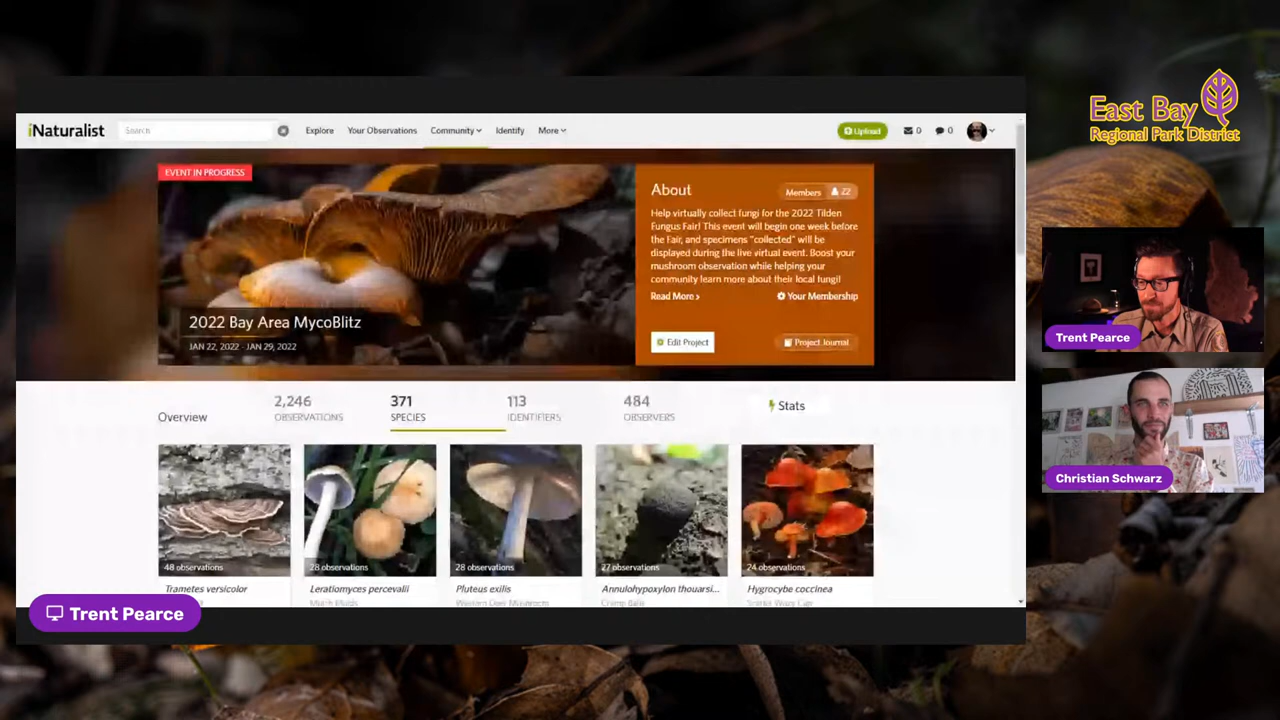 East Bay
Regional Park District
iNaturalist
Search
Explore
Your Observations
Community
Identify
More
Upload
0
0
EVENT IN PROGRESS
2022 Bay Area MycoBlitz
JAN 22, 2022 - JAN 29, 2022
About
Members 22
Help virtually collect fungi for the 2022 Tilden
Fungus Fair! This event will begin one week before
the Fair, and specimens "collected" will be
displayed during the live virtual event. Boost your
mushroom observation while helping your
community learn more about their local fungi!
Read More >
Your Membership
Edit Project
Project Journal
Overview
2,246
OBSERVATIONS
371
SPECIES
113
IDENTIFIERS
484
OBSERVERS
Stats
48 observations
Trametes versicolor
28 observations
Leratiomyces percevalii
28 observations
Pluteus exilis
Western Deer Mushroom
27 observations
Annulohypoxylon thouarsi...
Cramp Balls
24 observations
Hygrocybe coccinea
Trent Pearce
Christian Schwarz
Trent Pearce